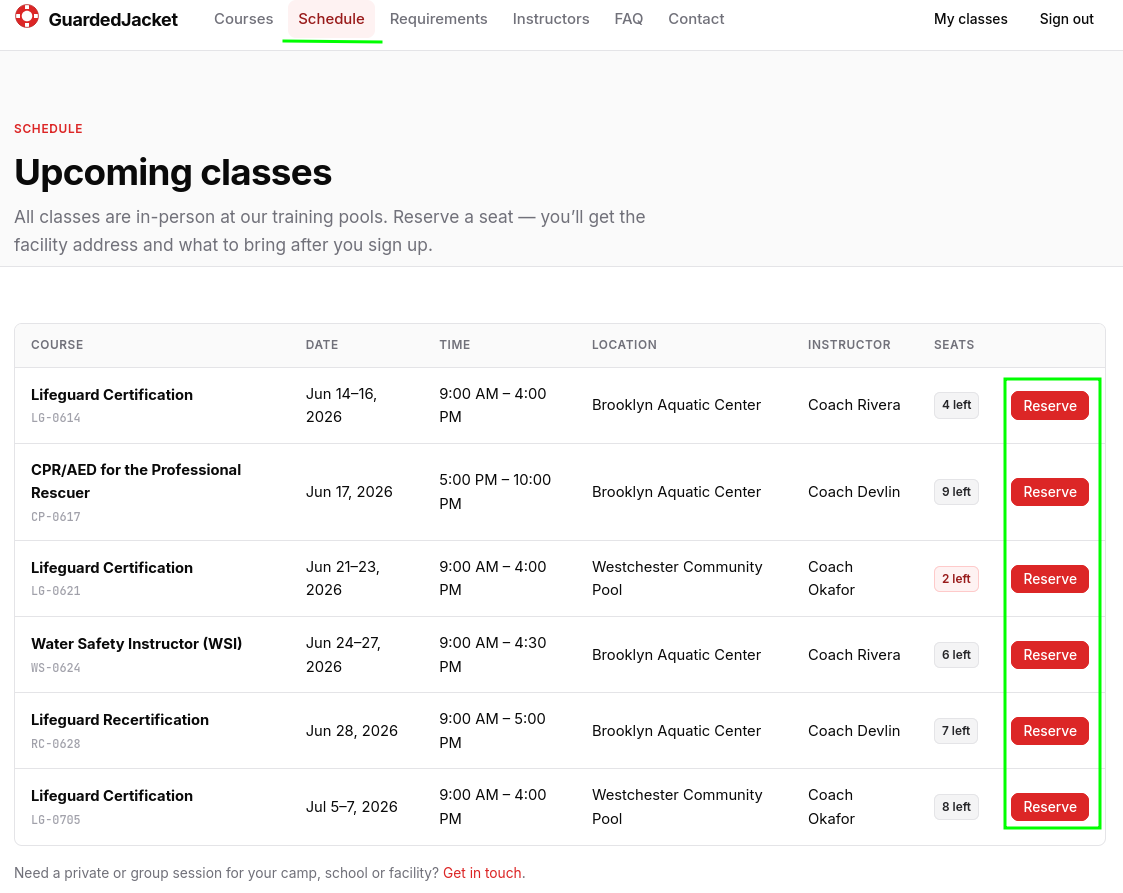 GuardedJacket Courses Schedule Requirements Instructors FAQ Contact My classes Sign out
SCHEDULE
Upcoming classes
All classes are in-person at our training pools. Reserve a seat — you’ll get the
facility address and what to bring after you sign up.
COURSE DATE TIME LOCATION INSTRUCTOR SEATS
Lifeguard Certification
LG-0614
Jun 14–16,
2026
9:00 AM – 4:00
PM
Brooklyn Aquatic Center
Coach Rivera
4 left
Reserve
CPR/AED for the Professional
Rescuer
CP-0617
Jun 17, 2026
5:00 PM – 10:00
PM
Brooklyn Aquatic Center
Coach Devlin
9 left
Reserve
Lifeguard Certification
LG-0621
Jun 21–23,
2026
9:00 AM – 4:00
PM
Westchester Community
Pool
Coach
Okafor
2 left
Reserve
Water Safety Instructor (WSI)
WS-0624
Jun 24–27,
2026
9:00 AM – 4:30
PM
Brooklyn Aquatic Center
Coach Rivera
6 left
Reserve
Lifeguard Recertification
RC-0628
Jun 28, 2026
9:00 AM – 5:00
PM
Brooklyn Aquatic Center
Coach Devlin
7 left
Reserve
Lifeguard Certification
LG-0705
Jul 5–7, 2026
9:00 AM – 4:00
PM
Westchester Community
Pool
Coach
Okafor
8 left
Reserve
Need a private or group session for your camp, school or facility? Get in touch.